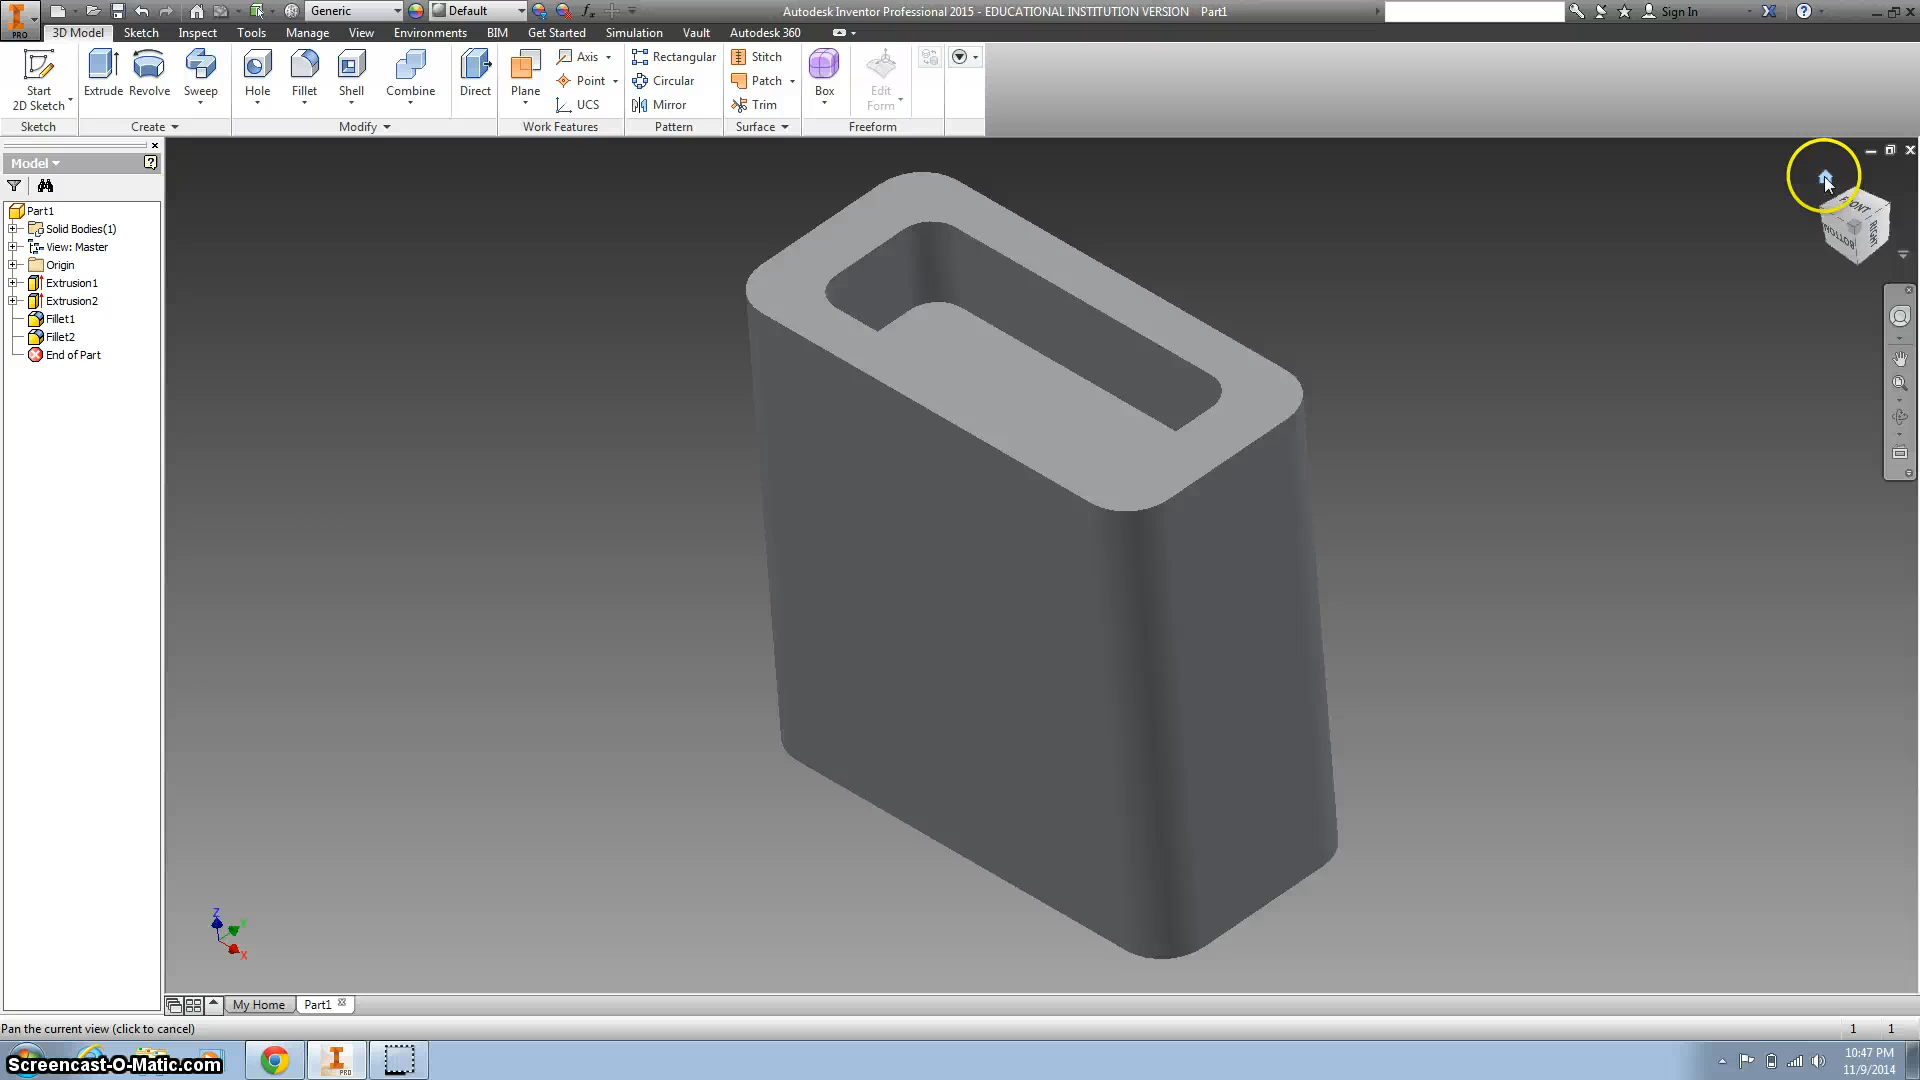 Generic
Default
Autodesk Inventor Professional 2015 - EDUCATIONAL INSTITUTION VERSION Part1
Sign In
PRO
3D Model Sketch Inspect Tools Manage View Environments BIM Get Started Simulation Vault Autodesk 360
Start
2D Sketch
Extrude Revolve Sweep
Hole Fillet Shell Combine
Direct
Plane
Axis
Point
UCS
Rectangular
Circular
Mirror
Stitch
Patch
Trim
Box
Edit
Form
Sketch Create Modify Work Features Pattern Surface Freeform
Model
Part1
Solid Bodies(1)
View: Master
Origin
Extrusion1
Extrusion2
Fillet1
Fillet2
End of Part
FRONT
BOTTOM
RIGHT
Z
Y
X
My Home Part1
Pan the current view (click to cancel)
1 1
Screencast-O-Matic.com
PRO
10:47 PM
11/9/2014